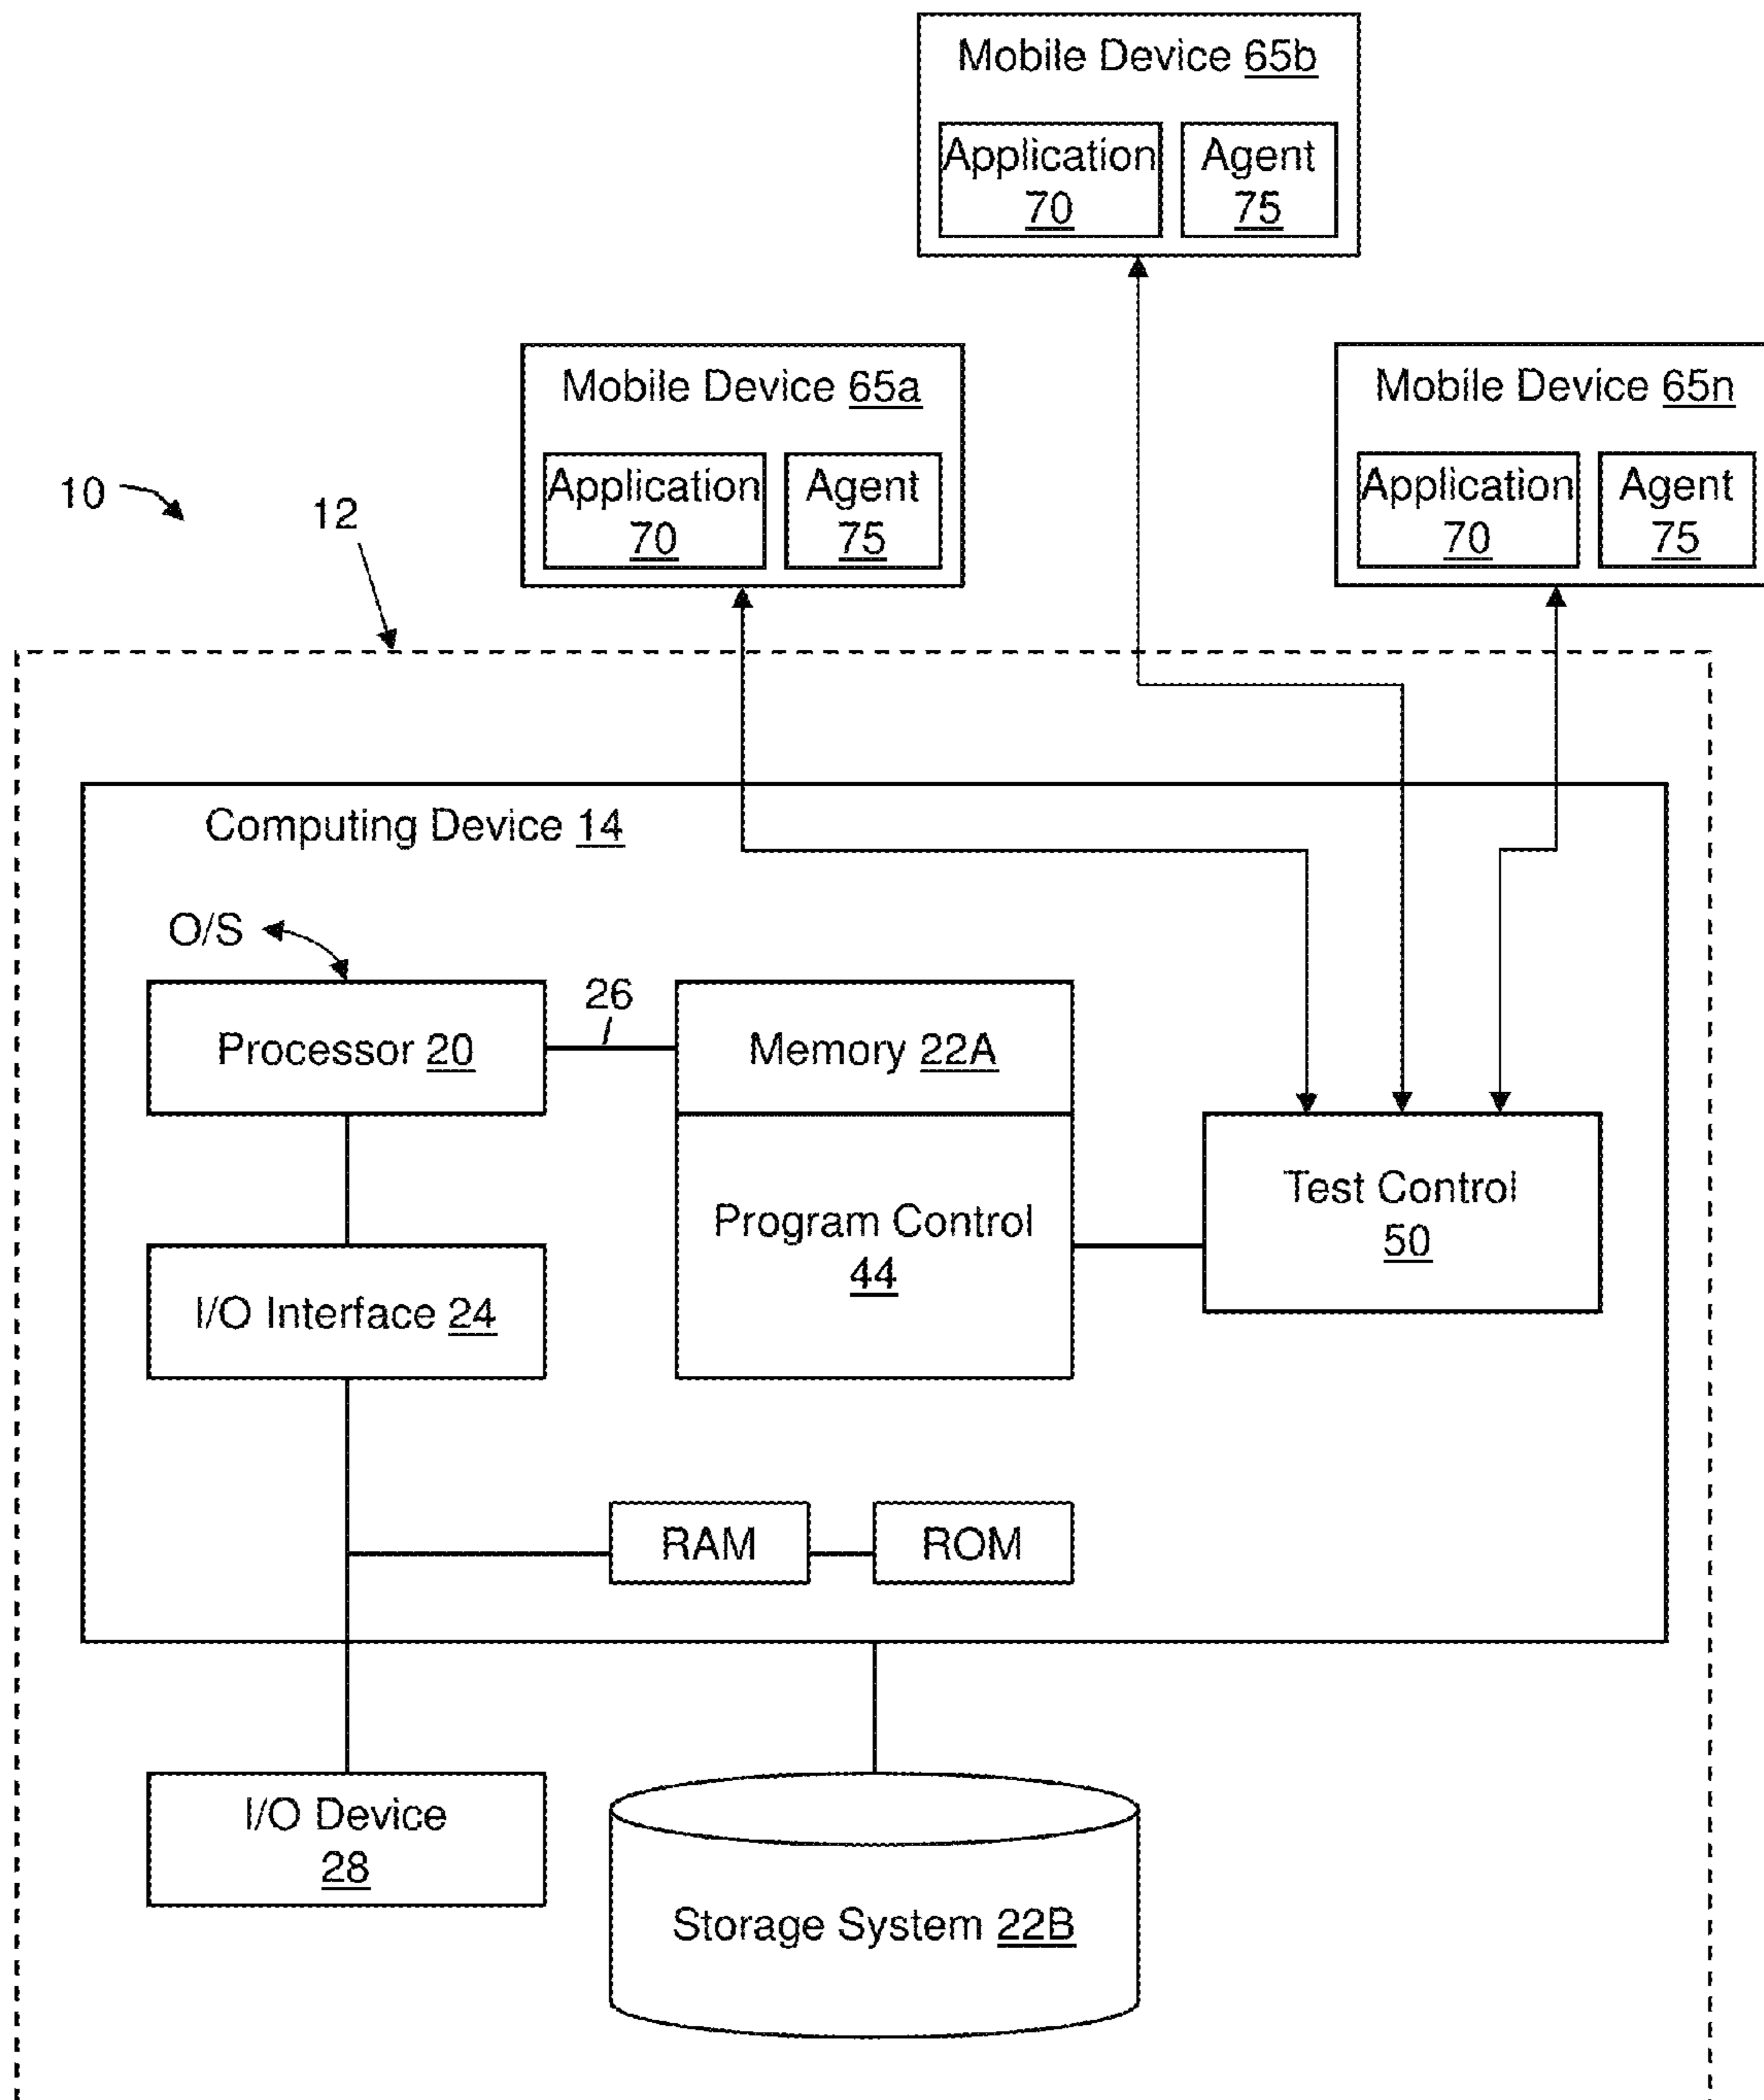 Mobile Device 65b
Application
70
Agent
75
Mobile Device 65a
Application
70
Agent
75
Mobile Device 65n
Application
70
Agent
75
10
12
Computing Device 14
O/S
Processor 20
26
Memory 22A
Program Control
44
Test Control
50
I/O Interface 24
RAM
ROM
I/O Device
28
Storage System 22B